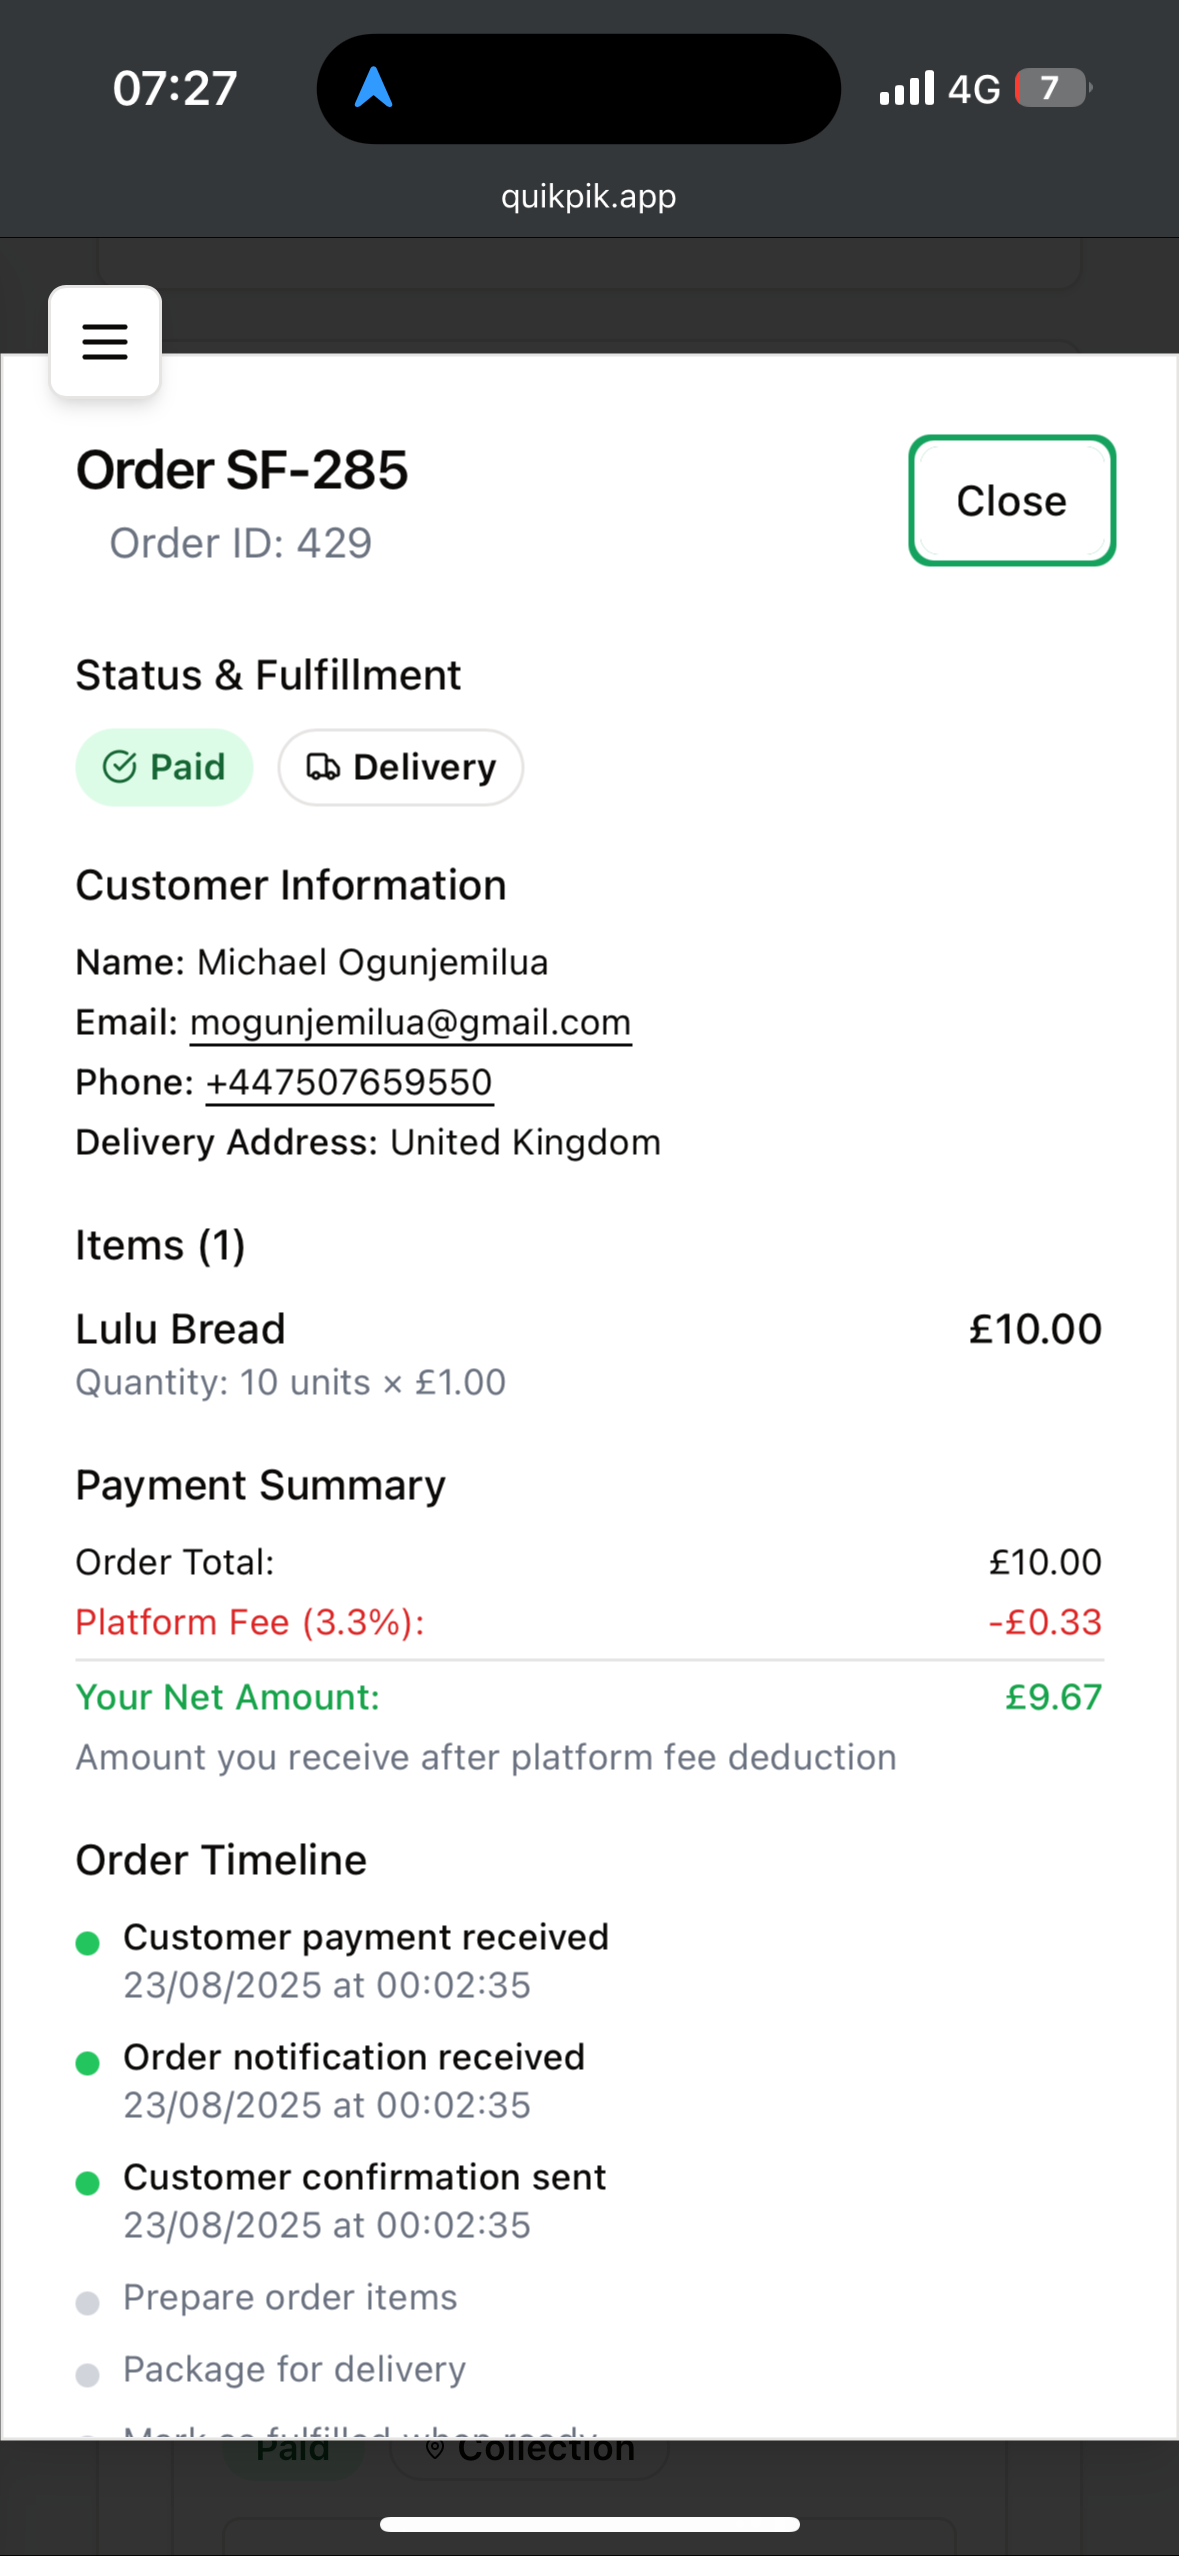 07:27
4G
7
quikpik.app
Order SF-285
Close
Order ID: 429
Status & Fulfillment
Paid
Delivery
Customer Information
Name: Michael Ogunjemilua
Email: mogunjemilua@gmail.com
Phone: +447507659550
Delivery Address: United Kingdom
Items (1)
Lulu Bread £10.00
Quantity: 10 units × £1.00
Payment Summary
Order Total: £10.00
Platform Fee (3.3%): -£0.33
Your Net Amount: £9.67
Amount you receive after platform fee deduction
Order Timeline
Customer payment received
23/08/2025 at 00:02:35
Order notification received
23/08/2025 at 00:02:35
Customer confirmation sent
23/08/2025 at 00:02:35
Prepare order items
Package for delivery
Mark as fulfilled when ready
Paid
Collection